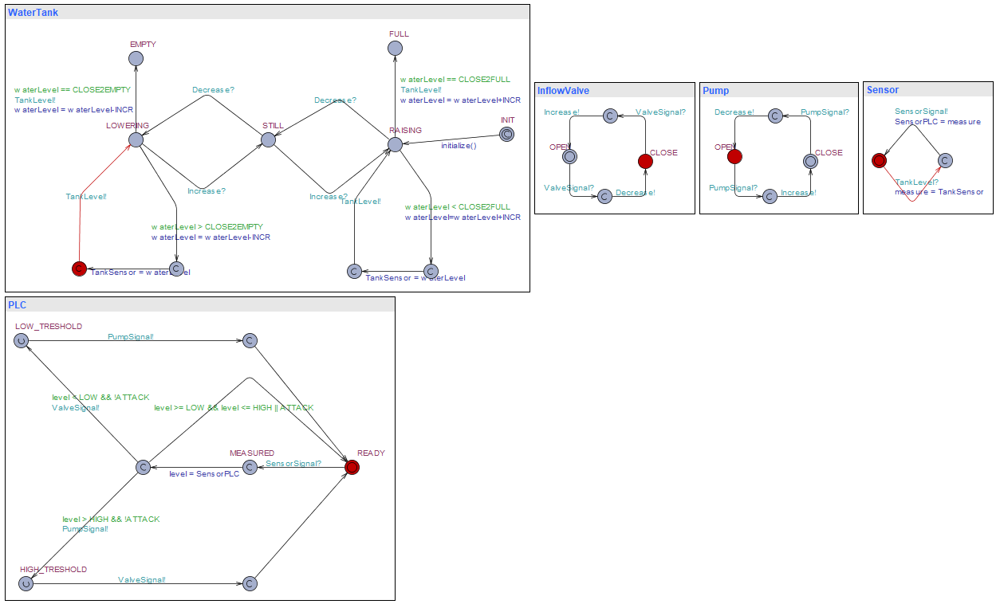 WaterTank
EMPTY
FULL
waterLevel == CLOSE2EMPTY
TankLevel!
waterLevel = waterLevel-INCR
Decrease?
Decrease?
waterLevel == CLOSE2FULL
TankLevel!
waterLevel = waterLevel+INCR
LOWERING
STILL
RAISING
INIT
initialize()
TankLevel!
Increase?
Increase?
TankLevel!
waterLevel > CLOSE2EMPTY
waterLevel = waterLevel-INCR
waterLevel < CLOSE2FULL
waterLevel=waterLevel+INCR
C
C
TankSensor = waterLevel
C
C
TankSensor = waterLevel
InflowValve
Increase!
C
ValveSignal?
OPEN
CLOSE
ValveSignal?
C
Decrease!
Pump
Decrease!
C
PumpSignal?
OPEN
CLOSE
PumpSignal?
C
Increase!
Sensor
SensorSignal!
SensorPLC = measure
C
TankLevel?
measure = TankSensor
PLC
LOW_TRESHOLD
PumpSignal!
C
level < LOW && !ATTACK
ValveSignal!
level >= LOW && level <= HIGH || ATTACK
MEASURED
READY
C
C
SensorSignal?
level = SensorPLC
level > HIGH && !ATTACK
PumpSignal!
HIGH_TRESHOLD
ValveSignal!
C